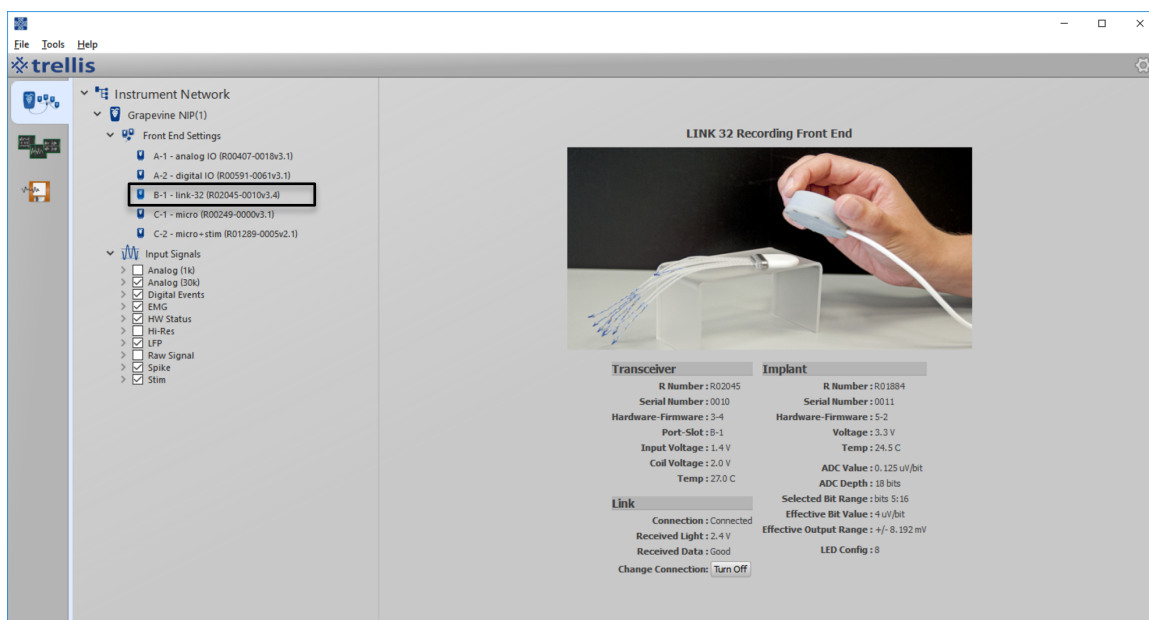 File Tools Help
trellis
Instrument Network
Grapevine NIP(1)
Front End Settings
A-1 - analog IO (R00407-0018v3.1)
A-2 - digital IO (R00591-0061v3.1)
B-1 - link-32 (R02045-0010v3.4)
C-1 - micro (R00249-0000v3.1)
C-2 - micro+stim (R01289-0005v2.1)
Input Signals
Analog (1k)
Analog (30k)
Digital Events
EMG
HW Status
Hi-Res
LFP
Raw Signal
Spike
Stim
LINK 32 Recording Front End
Transceiver
R Number : R02045
Serial Number : 0010
Hardware-Firmware : 3-4
Port-Slot : B-1
Input Voltage : 1.4 V
Coil Voltage : 2.0 V
Temp : 27.0 C
Link
Connection : Connected
Received Light : 2.4 V
Received Data : Good
Change Connection: Turn Off
Implant
R Number : R01884
Serial Number : 0011
Hardware-Firmware : 5-2
Voltage : 3.3 V
Temp : 24.5 C
ADC Value : 0.125 uV/bit
ADC Depth : 18 bits
Selected Bit Range : bits 5:16
Effective Bit Value : 4 uV/bit
Effective Output Range : +/- 8.192 mV
LED Config : 8